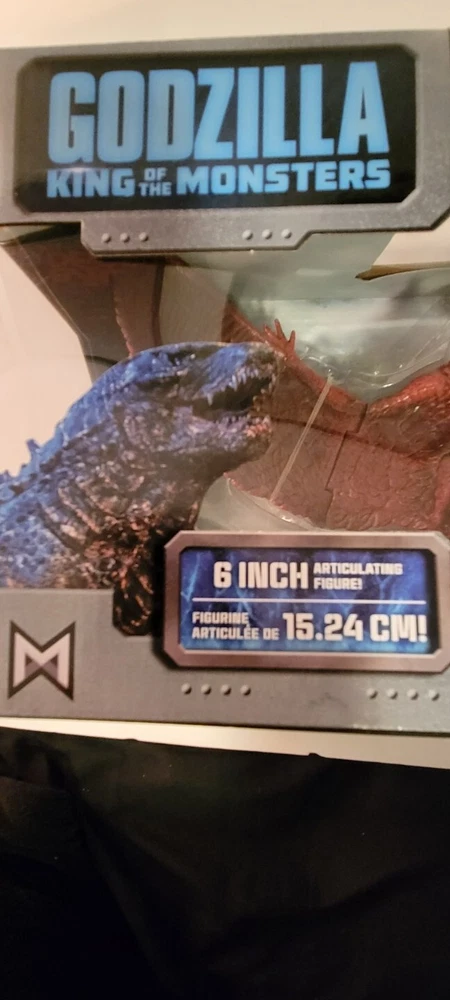 GODZILLA
KING OF THE MONSTERS
6 INCH ARTICULATING FIGURE!
FIGURINE ARTICULÉE DE 15.24 CM!